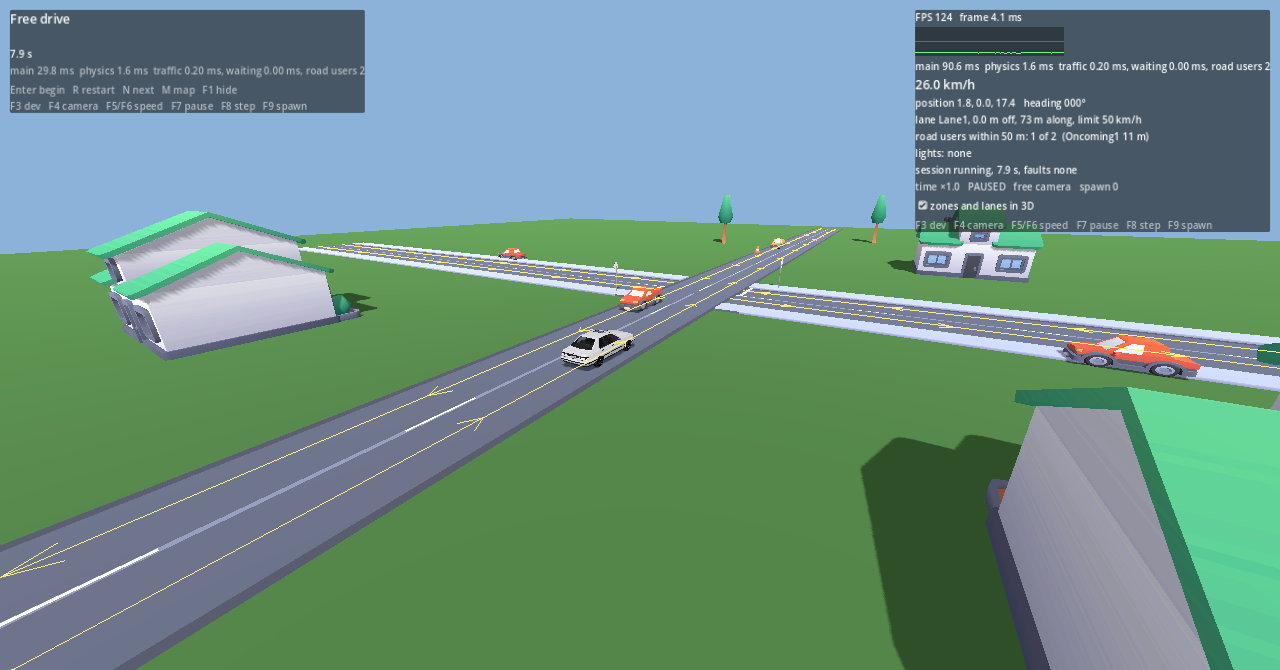 Free drive
7.9 s
main 29.8 ms physics 1.6 ms traffic 0.20 ms, waiting 0.00 ms, road users 2
Enter begin R restart N next M map F1 hide
F3 dev F4 camera F5/F6 speed F7 pause F8 step F9 spawn
FPS 124 frame 4.1 ms
main 90.6 ms physics 1.6 ms traffic 0.20 ms, waiting 0.00 ms, road users 2
26.0 km/h
position 1.8, 0.0, 17.4 heading 000°
lane Lane1, 0.0 m off, 73 m along, limit 50 km/h
road users within 50 m: 1 of 2 (Oncoming1 11 m)
lights: none
session running, 7.9 s, faults none
time ×1.0 PAUSED free camera spawn 0
zones and lanes in 3D
F3 dev F4 camera F5/F6 speed F7 pause F8 step F9 spawn